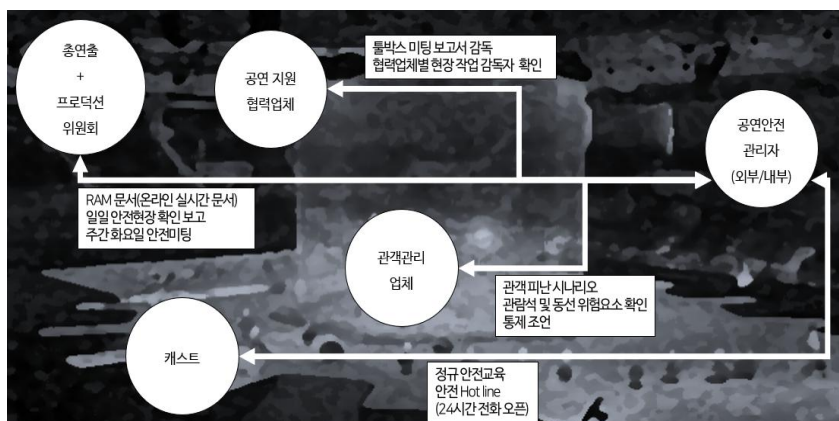 총연출
+
프로덕션
위원회
공연 지원
협력업체
툴박스 미팅 보고서 감독
협력업체별 현장 작업 감독자 확인
공연안전
관리자
(외부/내부)
RAM 문서(온라인 실시간 문서)
일일 안전현장 확인 보고
주간 화요일 안전미팅
관객관리
업체
관객 피난 시나리오
관람석 및 동선 위험요소 확인
통제 조언
캐스트
정규 안전교육
안전 Hot line
(24시간 전화 오픈)